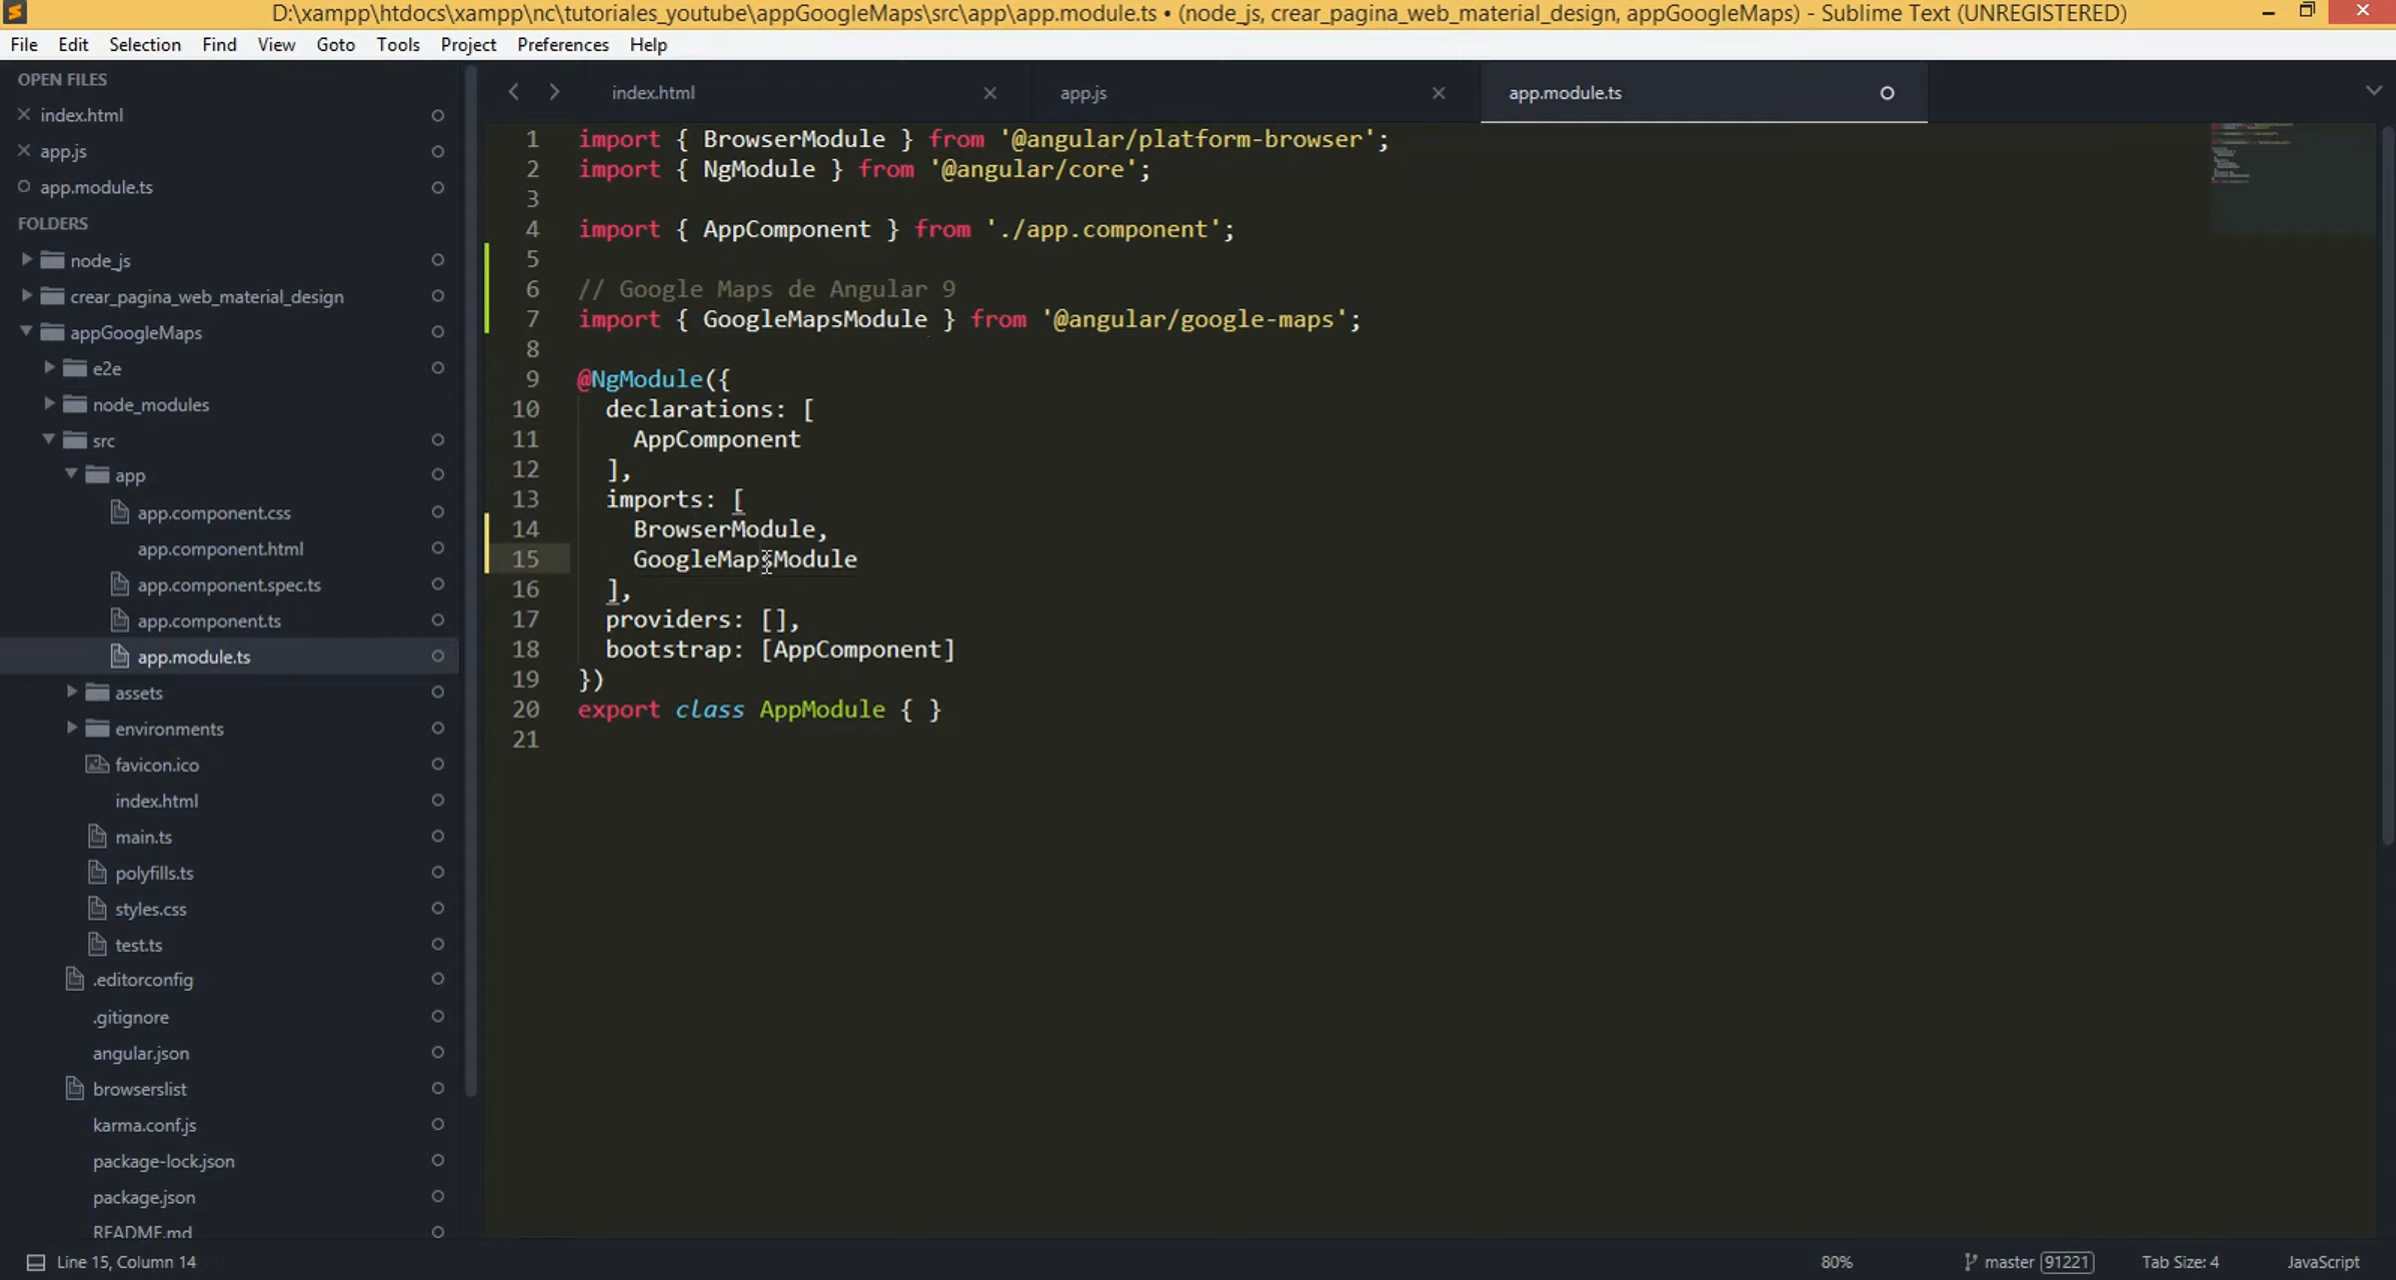 D:\xampp\htdocs\xampp\nc\tutoriales_youtube\appGoogleMaps\src\app\app.module.ts • (node_js, crear_pagina_web_material_design, appGoogleMaps) - Sublime Text (UNREGISTERED)
File Edit Selection Find View Goto Tools Project Preferences Help
OPEN FILES
index.html
app.js
app.module.ts
FOLDERS
node_js
crear_pagina_web_material_design
appGoogleMaps
e2e
node_modules
src
app
app.component.css
app.component.html
app.component.spec.ts
app.component.ts
app.module.ts
assets
environments
favicon.ico
index.html
main.ts
polyfills.ts
styles.css
test.ts
.editorconfig
.gitignore
angular.json
browserslist
karma.conf.js
package-lock.json
package.json
README.md
index.html app.js app.module.ts
1 import { BrowserModule } from '@angular/platform-browser';
2 import { NgModule } from '@angular/core';
3
4 import { AppComponent } from './app.component';
5
6 // Google Maps de Angular 9
7 import { GoogleMapsModule } from '@angular/google-maps';
8
9 @NgModule({
10 declarations: [
11 AppComponent
12 ],
13 imports: [
14 BrowserModule,
15 GoogleMapsModule
16 ],
17 providers: [],
18 bootstrap: [AppComponent]
19 })
20 export class AppModule { }
21
Line 15, Column 14 80% master 91221 Tab Size: 4 JavaScript